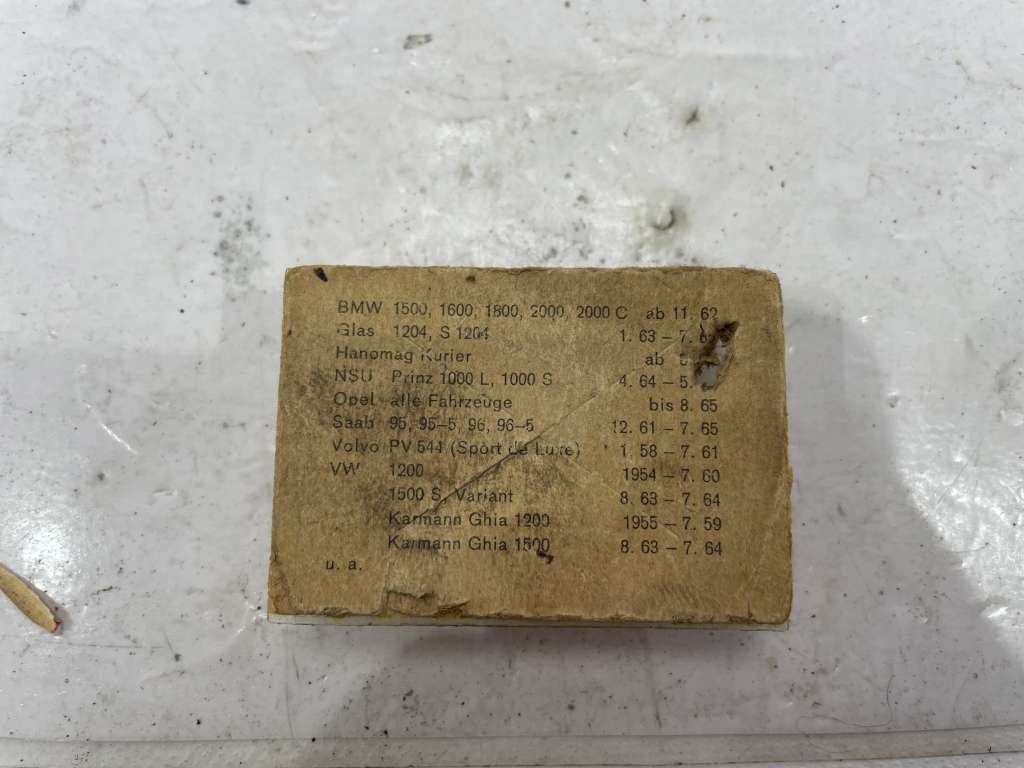 BMW 1500, 1600, 1800, 2000, 2000 C ab 11. 62
Glas 1204, S 1204 1. 63 – 7.
Hanomag Kurier ab
NSU Prinz 1000 L, 1000 S 4. 64 – 5.
Opel alle Fahrzeuge bis 8. 65
Saab 95, 95–5, 96, 96–5 12. 61 – 7. 65
Volvo PV 544 (Sport de Luxe) 1. 58 – 7. 61
VW 1200 1954 – 7. 60
1500 S, Variant 8. 63 – 7. 64
Karmann Ghia 1200 1955 – 7. 59
Karmann Ghia 1500 8. 63 – 7. 64
u. a.